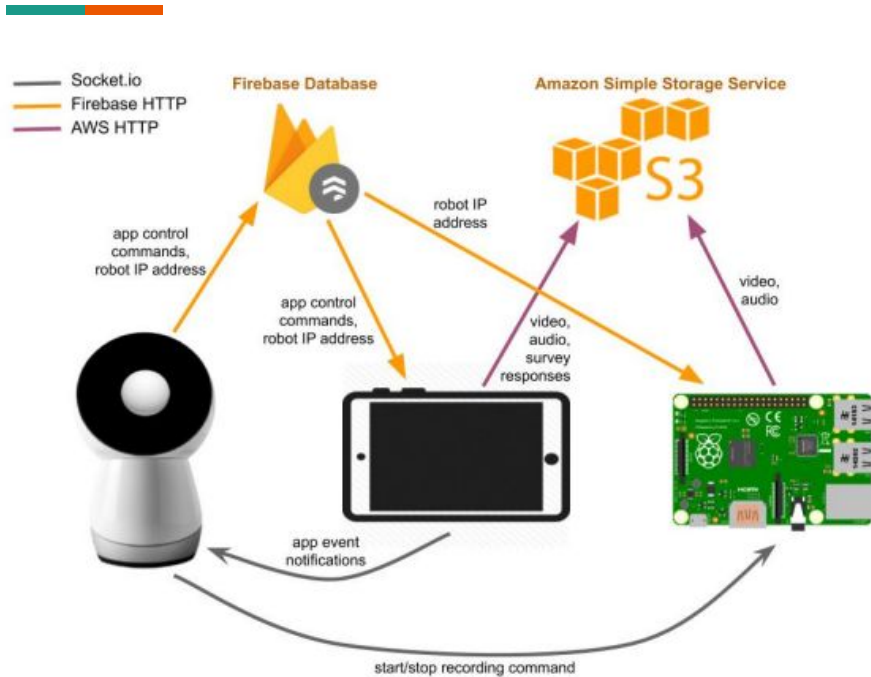 Socket.io
Firebase HTTP
AWS HTTP
Firebase Database
Amazon Simple Storage Service
S3
robot IP
address
app control
commands,
robot IP address
app control
commands,
robot IP address
video,
audio,
survey
responses
video,
audio
HDMI
app event
notifications
start/stop recording command